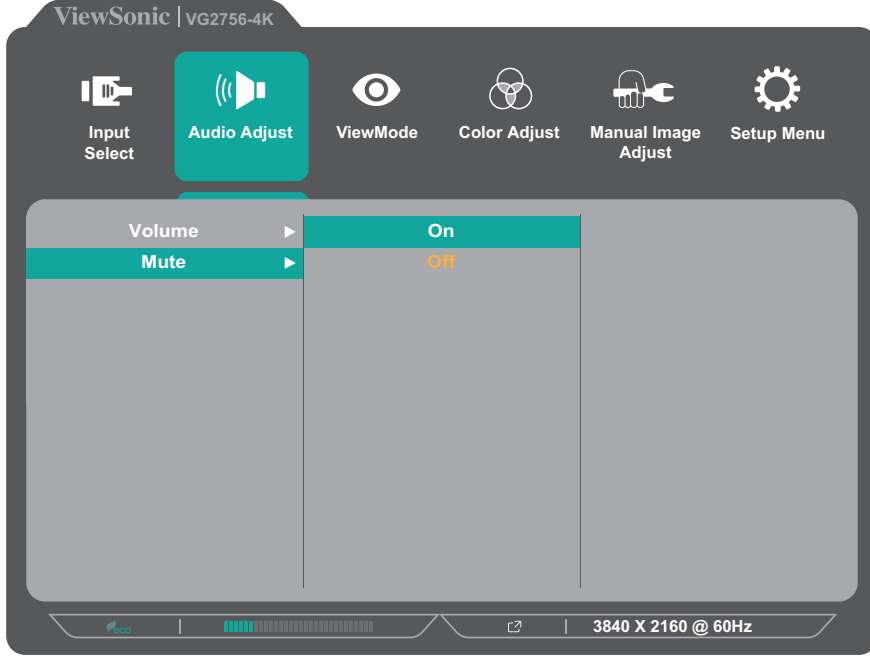 ViewSonic | VG2756-4K
Input
Select
Audio Adjust
ViewMode
Color Adjust
Manual Image
Adjust
Setup Menu
Volume
On
Mute
Off
eco
3840 X 2160 @ 60Hz